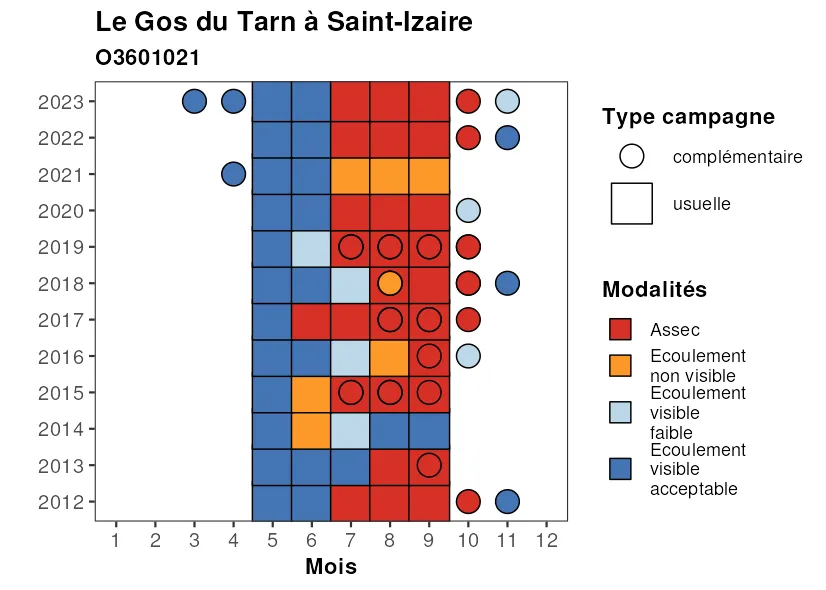 Le Gos du Tarn à Saint-Izaire
O3601021
2023
2022
2021
2020
2019
2018
2017
2016
2015
2014
2013
2012
1 2 3 4 5 6 7 8 9 10 11 12
Mois
Type campagne
complémentaire
usuelle
Modalités
Assec
Ecoulement
non visible
Ecoulement
visible
faible
Ecoulement
visible
acceptable